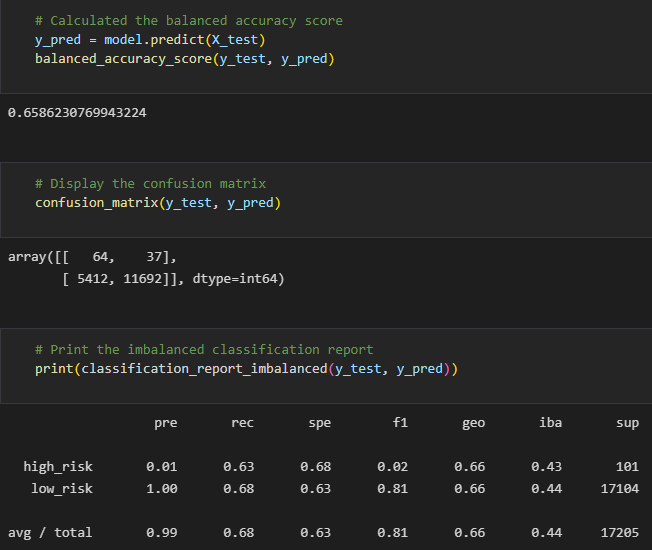 # Calculated the balanced accuracy score
y_pred = model.predict(X_test)
balanced_accuracy_score(y_test, y_pred)
0.6586230769943224
# Display the confusion matrix
confusion_matrix(y_test, y_pred)
array([[   64,    37],
       [ 5412, 11692]], dtype=int64)
# Print the imbalanced classification report
print(classification_report_imbalanced(y_test, y_pred))
                   pre       rec       spe        f1       geo       iba       sup
  high_risk       0.01      0.63      0.68      0.02      0.66      0.43       101
   low_risk       1.00      0.68      0.63      0.81      0.66      0.44     17104
avg / total       0.99      0.68      0.63      0.81      0.66      0.44     17205